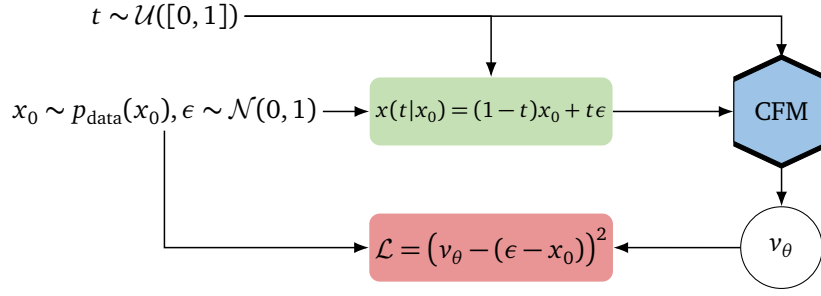 t ∼ 𝒰([0, 1])
x₀ ∼ p_data(x₀), ϵ ∼ 𝒩(0, 1)
x(t|x₀) = (1 − t)x₀ + tϵ
CFM
ℒ = (v_θ − (ϵ − x₀))²
v_θ